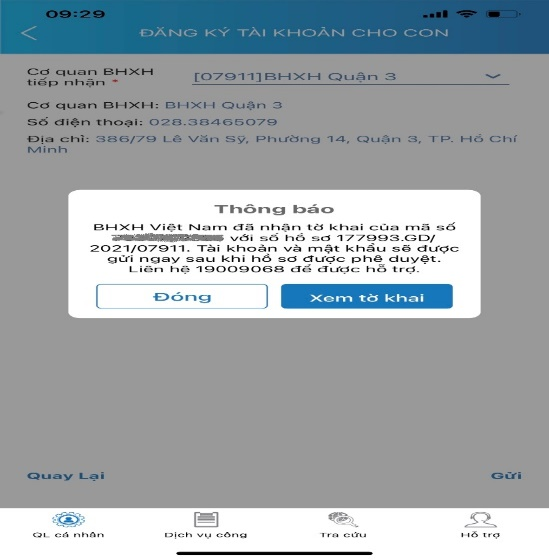 09:29
ĐĂNG KÝ TÀI KHOẢN CHO CON
Cơ quan BHXH
tiếp nhận *
[07911]BHXH Quận 3
Cơ quan BHXH: BHXH Quận 3
Số điện thoại: 028.38465079
Địa chỉ: 386/79 Lê Văn Sỹ, Phường 14, Quận 3, TP. Hồ Chí
Minh
Thông báo
BHXH Việt Nam đã nhận tờ khai của mã số
với số hồ sơ 177993.GD/
2021/07911. Tài khoản và mật khẩu sẽ được
gửi ngay sau khi hồ sơ được phê duyệt.
Liên hệ 19009068 để được hỗ trợ.
Đóng
Xem tờ khai
Quay Lại
Gửi
QL cá nhân
Dịch vụ công
Tra cứu
Hỗ trợ